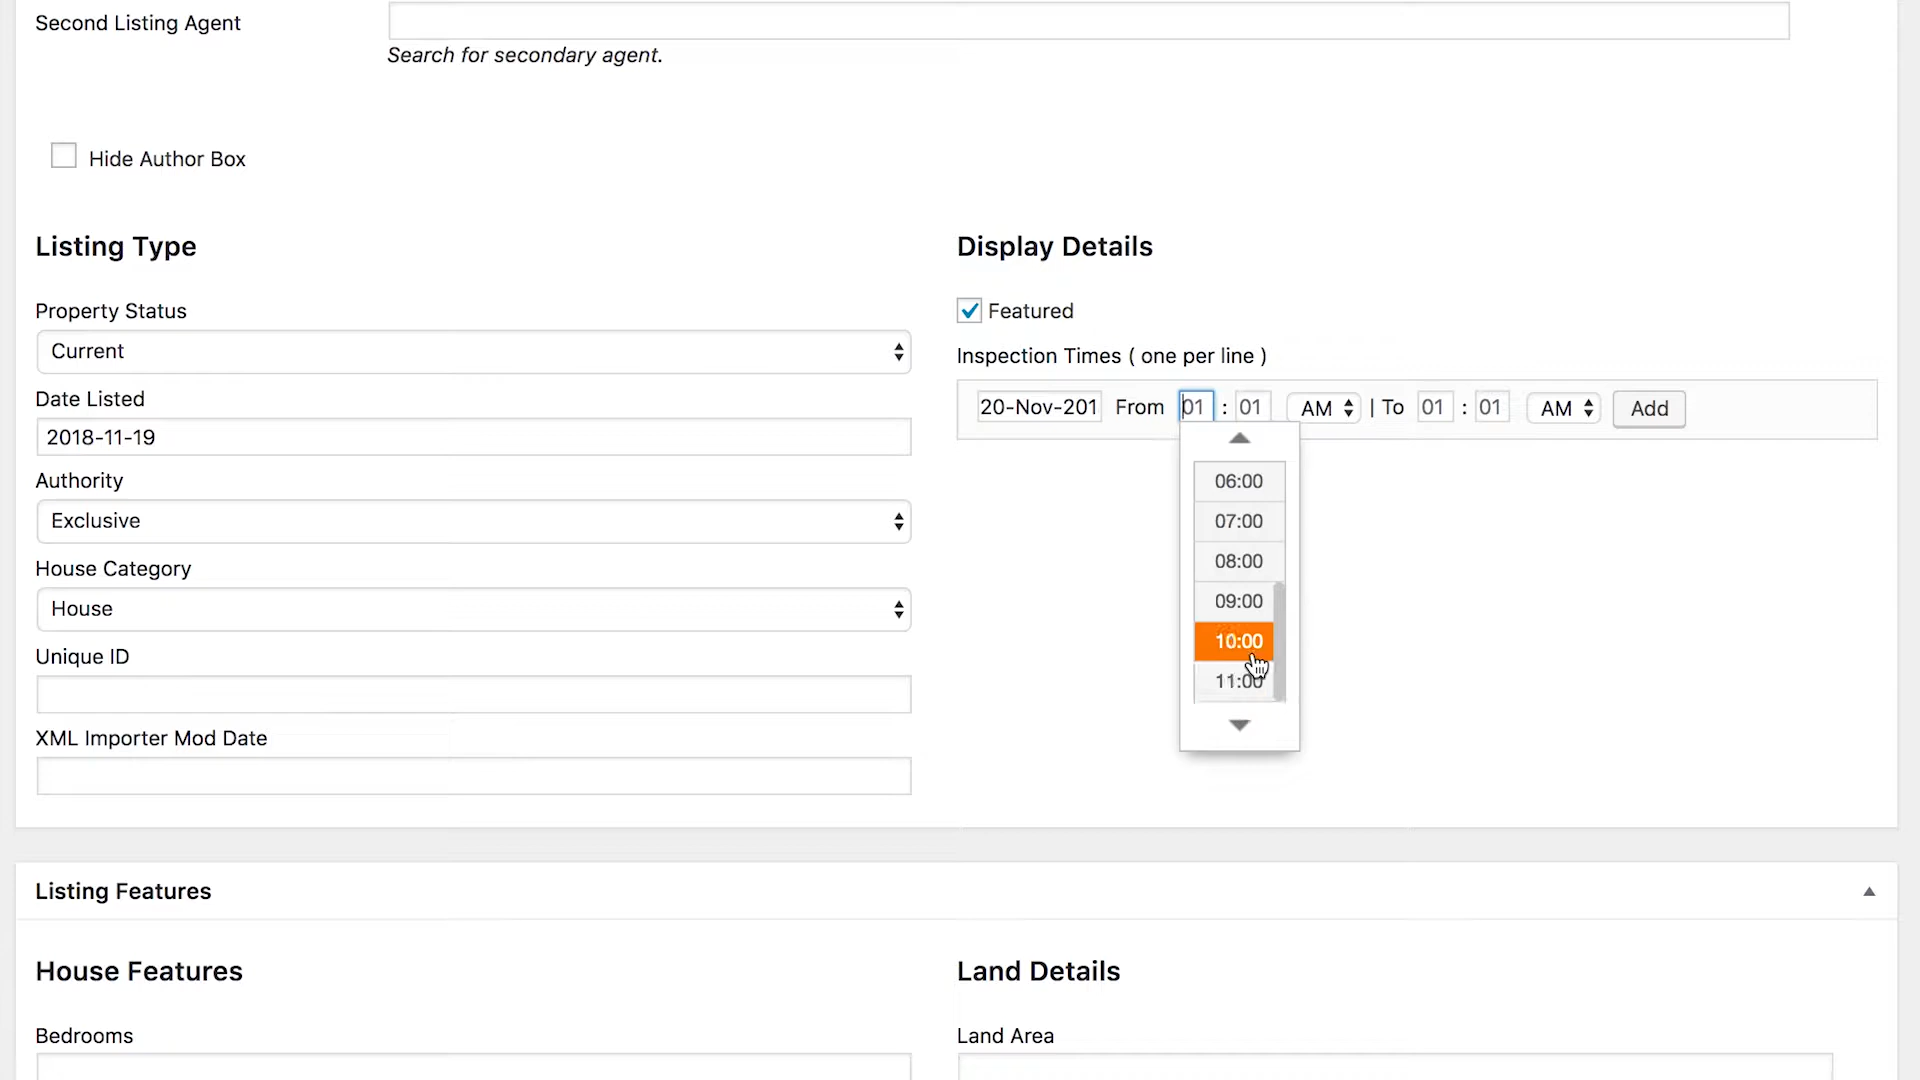 Second Listing Agent
Search for secondary agent.
Hide Author Box
Listing Type
Property Status
Current
Date Listed
2018-11-19
Authority
Exclusive
House Category
House
Unique ID
XML Importer Mod Date
Display Details
Featured
Inspection Times ( one per line )
20-Nov-201 From 01 : 01 AM | To 01 : 01 AM Add
06:00
07:00
08:00
09:00
10:00
11:00
Listing Features
House Features
Bedrooms
Land Details
Land Area